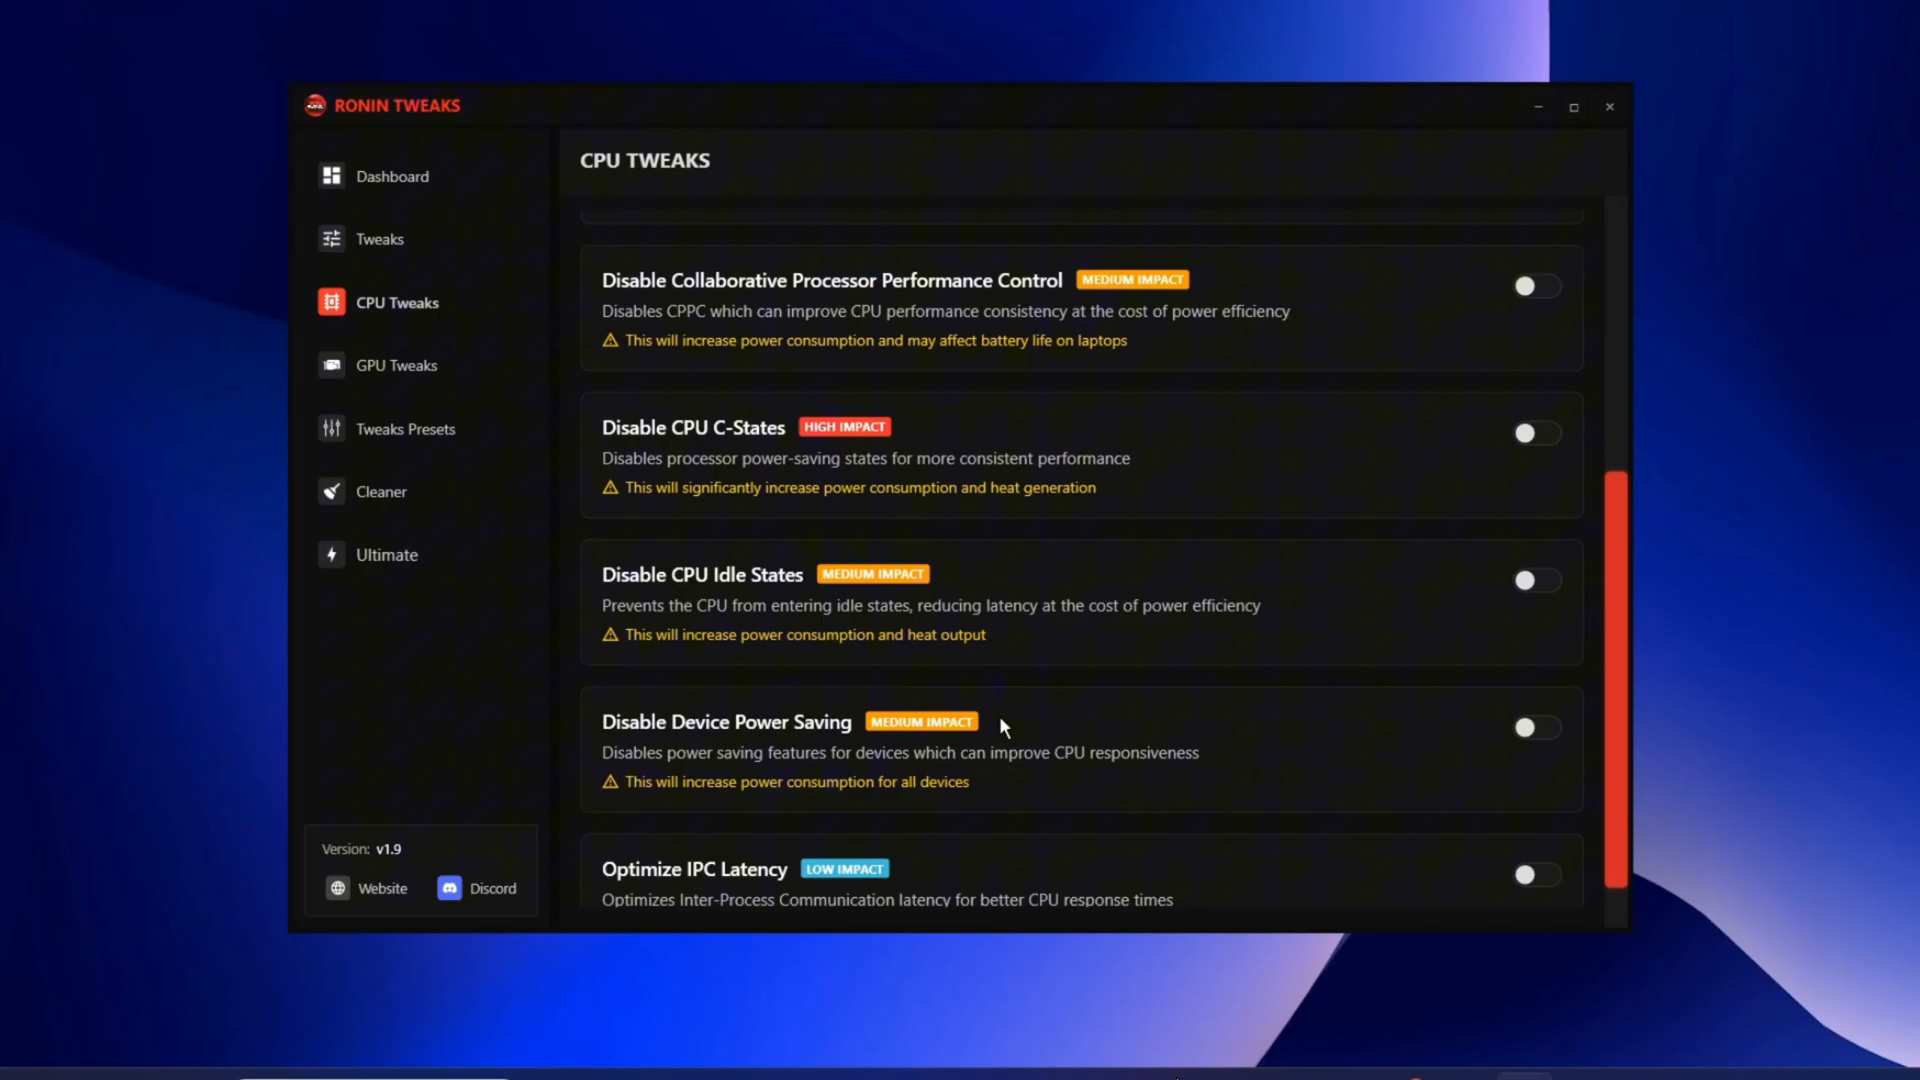 RONIN TWEAKS
Dashboard
Tweaks
CPU Tweaks
GPU Tweaks
Tweaks Presets
Cleaner
Ultimate
Version: v1.9
Website
Discord
CPU TWEAKS
Disable Collaborative Processor Performance Control MEDIUM IMPACT
Disables CPPC which can improve CPU performance consistency at the cost of power efficiency
This will increase power consumption and may affect battery life on laptops
Disable CPU C-States HIGH IMPACT
Disables processor power-saving states for more consistent performance
This will significantly increase power consumption and heat generation
Disable CPU Idle States MEDIUM IMPACT
Prevents the CPU from entering idle states, reducing latency at the cost of power efficiency
This will increase power consumption and heat output
Disable Device Power Saving MEDIUM IMPACT
Disables power saving features for devices which can improve CPU responsiveness
This will increase power consumption for all devices
Optimize IPC Latency LOW IMPACT
Optimizes Inter-Process Communication latency for better CPU response times